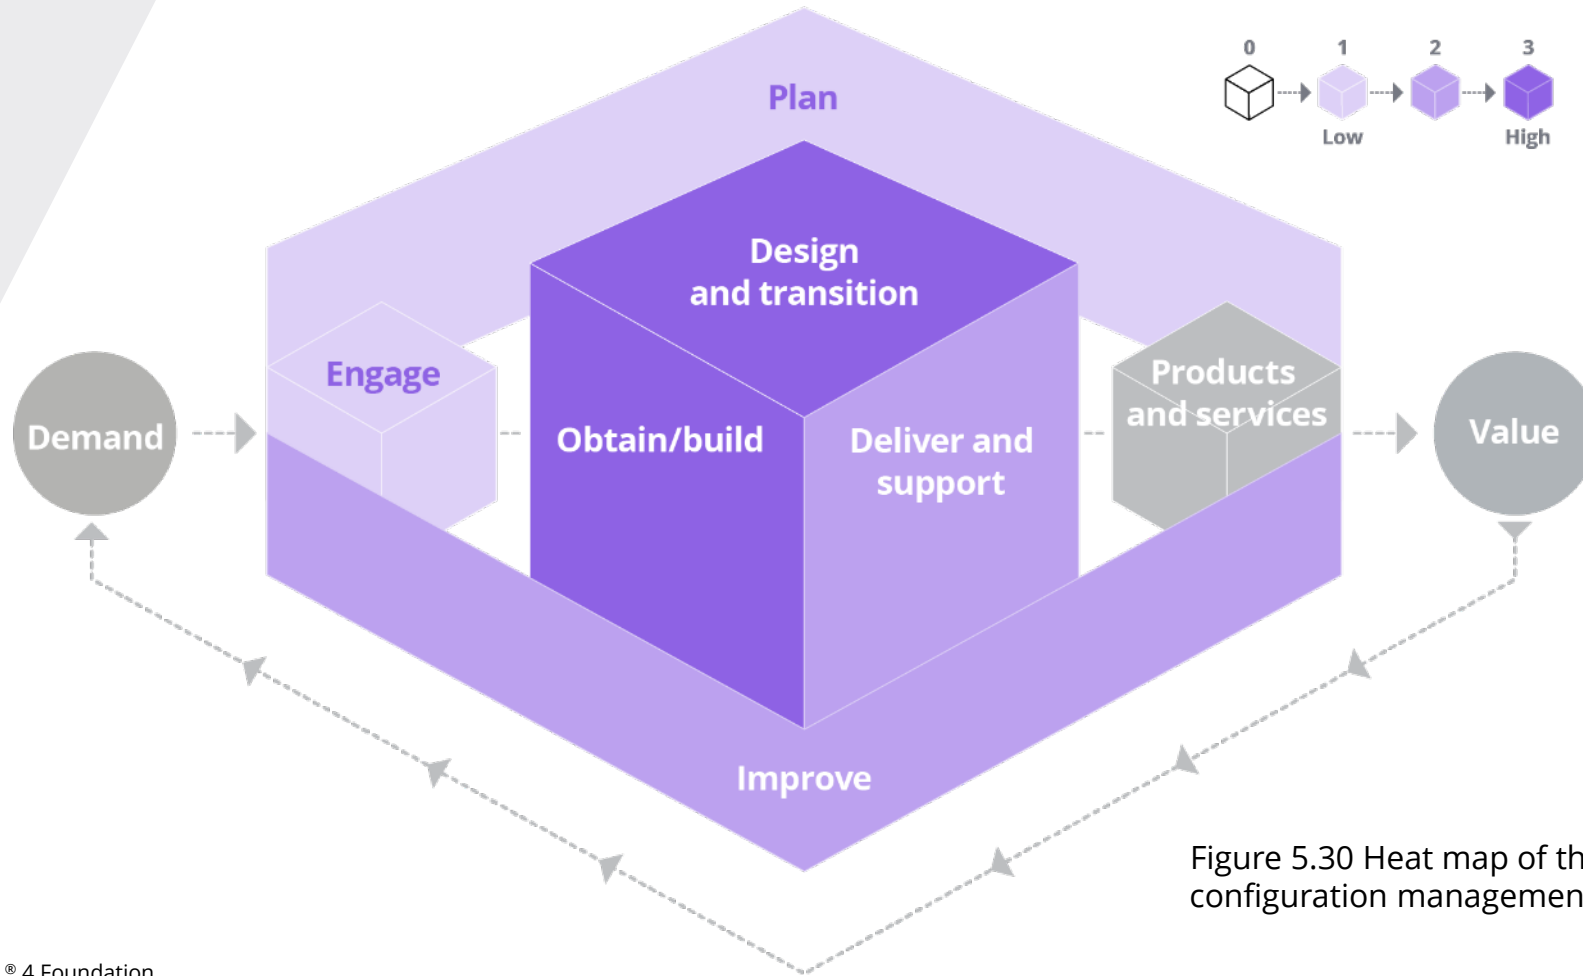 0 1 2 3
Low High
Plan
Design
and transition
Engage
Products
and services
Demand
Obtain/build
Deliver and
support
Value
Improve
Figure 5.30 Heat map of th
configuration managemen
® 4 Foundation